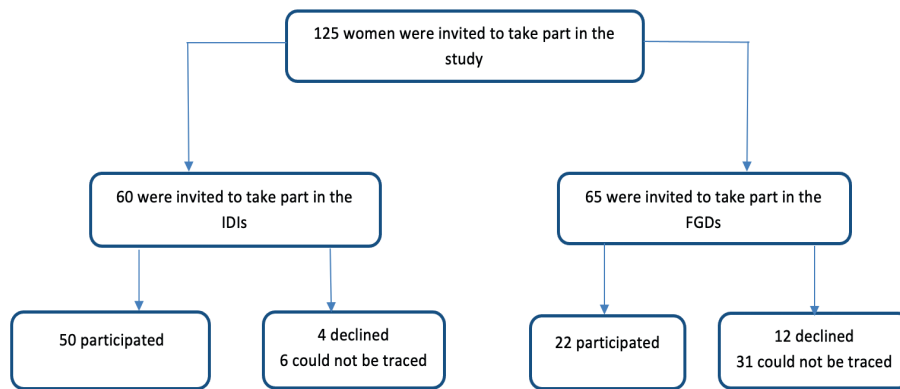 125 women were invited to take part in the
study
60 were invited to take part in the
IDIs
65 were invited to take part in the
FGDs
50 participated
4 declined
6 could not be traced
22 participated
12 declined
31 could not be traced